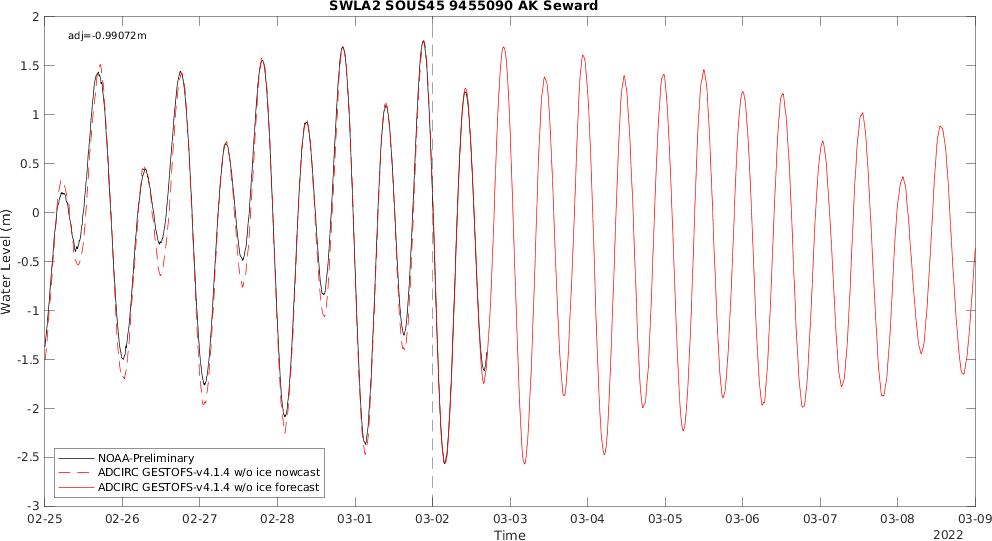 SWLA2 SOUS45 9455090 AK Seward
adj=-0.99072m
2
1.5
1
0.5
0
-0.5
-1
-1.5
-2
-2.5
-3
Water Level (m)
NOAA-Preliminary
ADCIRC GESTOFS-v4.1.4 w/o ice nowcast
ADCIRC GESTOFS-v4.1.4 w/o ice forecast
02-25 02-26 02-27 02-28 03-01 03-02 03-03 03-04 03-05 03-06 03-07 03-08 03-09
Time
2022